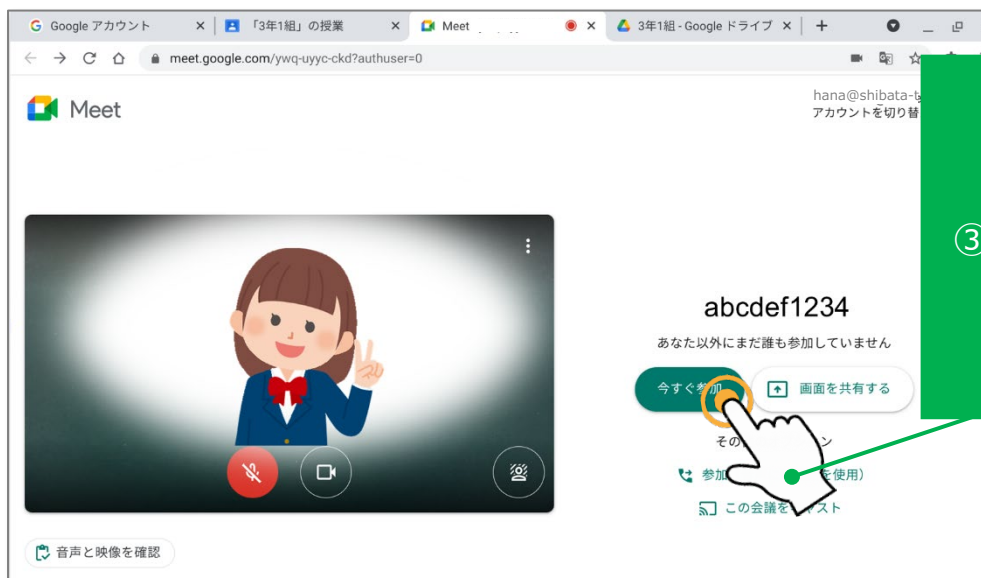 Google アカウント
「3年1組」の授業
Meet
3年1組 - Google ドライブ
meet.google.com/ywq-uyyc-ckd?authuser=0
Meet
hana@shibata-
アカウントを切り替
③
abcdef1234
あなた以外にまだ誰も参加していません
今すぐ参加
画面を共有する
その
ン
参加
を使用）
この会議を
スト
音声と映像を確認